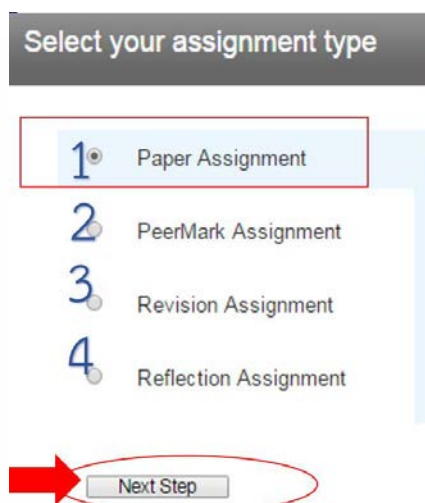 Select your assignment type
1 Paper Assignment
2 PeerMark Assignment
3 Revision Assignment
4 Reflection Assignment
Next Step